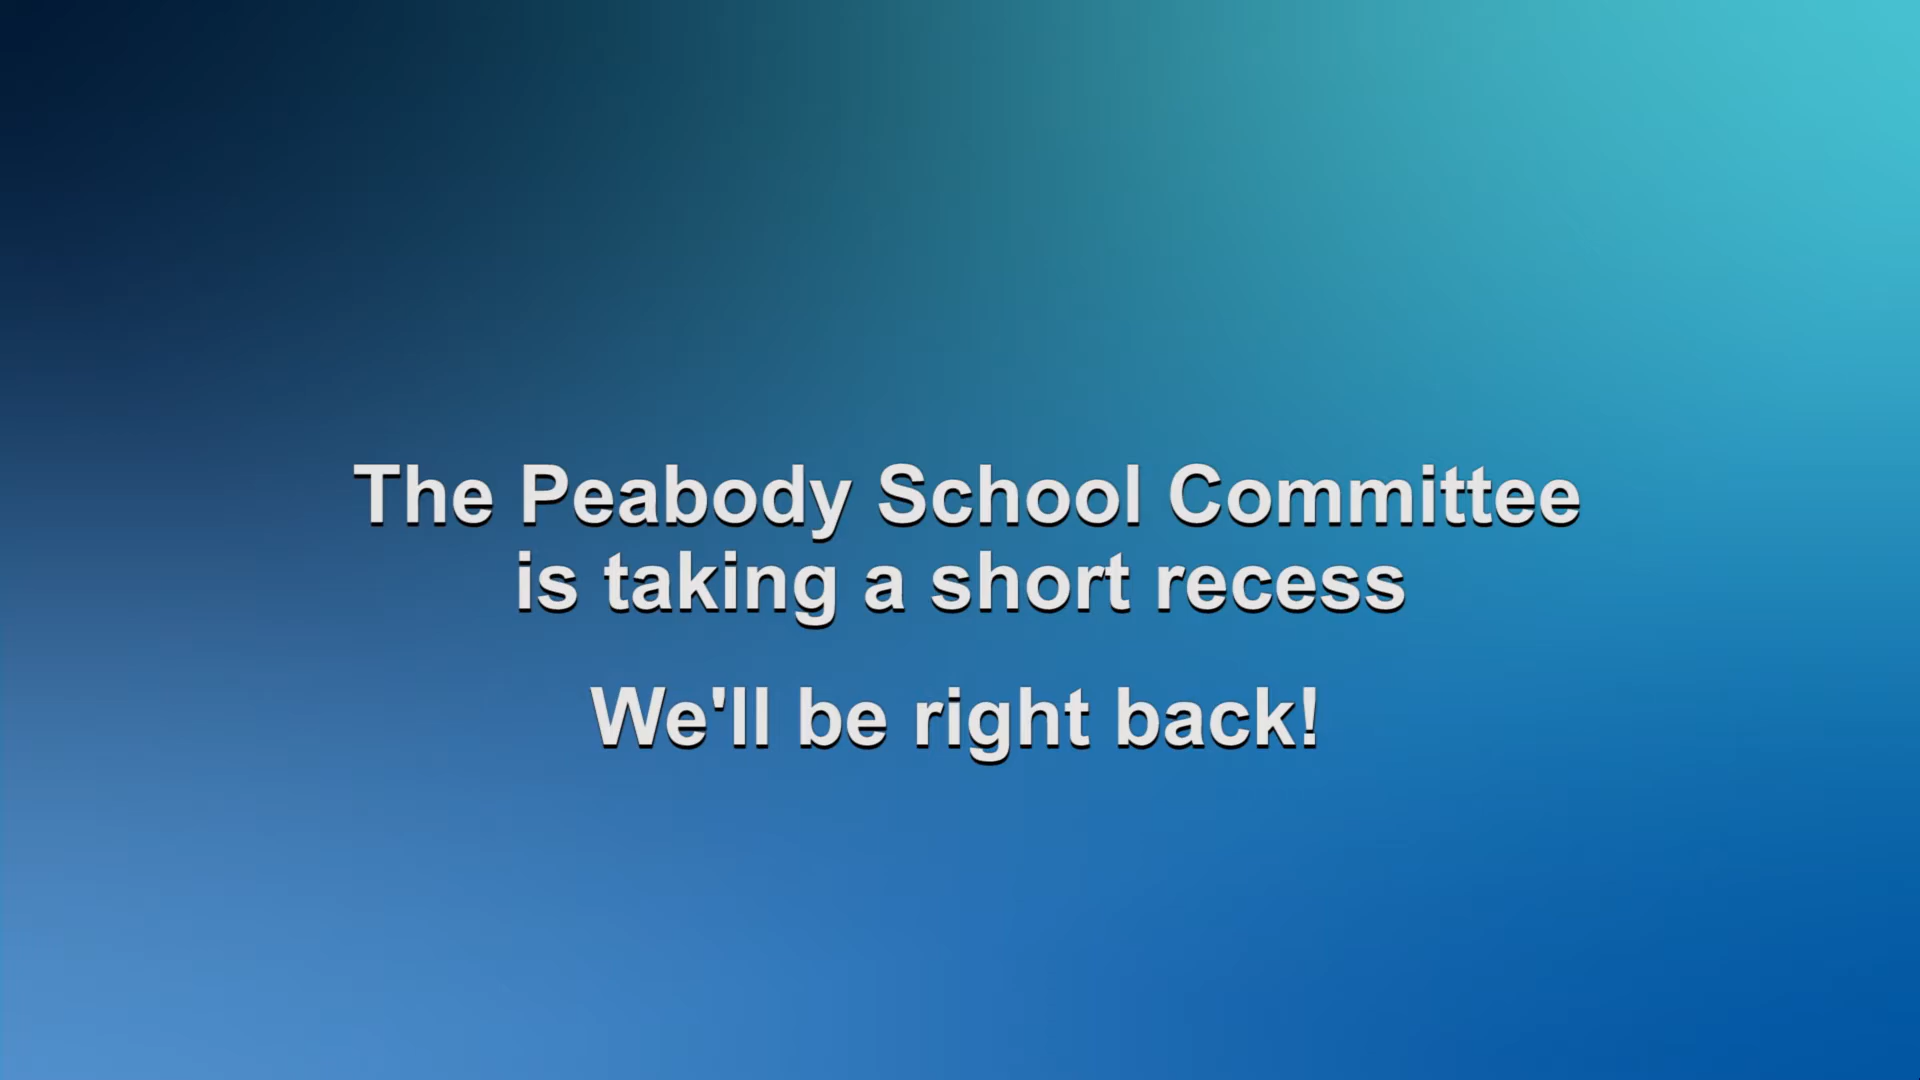 The Peabody School Committee
is taking a short recess
We'll be right back!